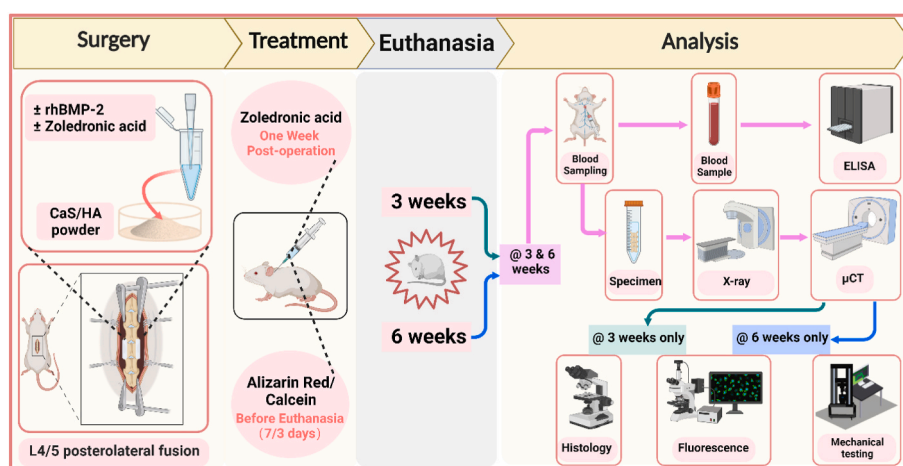 Surgery
Treatment
Euthanasia
Analysis
± rhBMP-2
± Zoledronic acid
CaS/HA
powder
L4/5 posterolateral fusion
Zoledronic acid
One Week
Post-operation
Alizarin Red/
Calcein
Before Euthanasia
(7/3 days)
3 weeks
6 weeks
@ 3 & 6
weeks
Blood
Sampling
Blood
Sample
ELISA
Specimen
X-ray
µCT
@ 3 weeks only
@ 6 weeks only
Histology
Fluorescence
Mechanical
testing